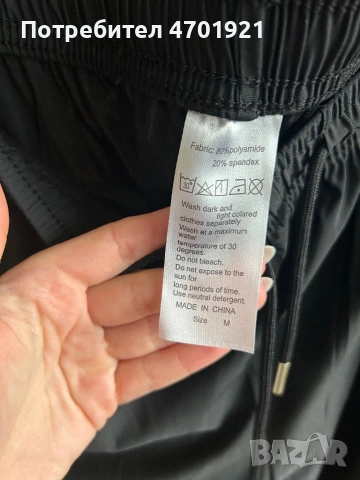 Потребител 4701921
Fabric: 80%polyamide
20% spandex
30°
Wash dark and
light colared
clothes separately
Wash at a maximum
water
temperature of 30
degrees.
Do not bleach.
Do not expose to the
sun for
long periods of time.
Use neutral detergent.
MADE IN CHINA
Size M
BAZAR